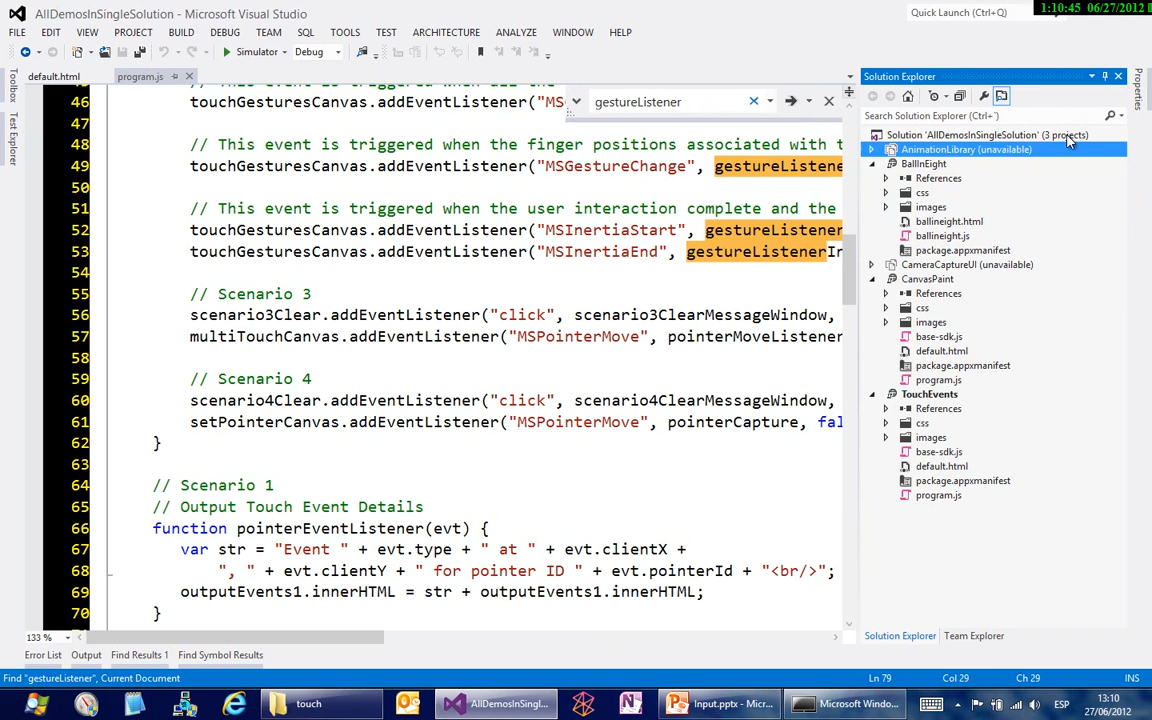 AllDemosInSingleSolution - Microsoft Visual Studio
Quick Launch (Ctrl+Q)
1:10:45 06/27/2012
FILE EDIT VIEW PROJECT BUILD DEBUG TEAM SQL TOOLS TEST ARCHITECTURE ANALYZE WINDOW HELP
Simulator Debug
default.html program.js
Toolbox
Test Explorer
gestureListener
46 touchGesturesCanvas.addEventListener("MS
47
48 // This event is triggered when the finger positions associated with t
49 touchGesturesCanvas.addEventListener("MSGestureChange", gestureListene
50
51 // This event is triggered when the user interaction complete and the
52 touchGesturesCanvas.addEventListener("MSInertiaStart", gestureListener
53 touchGesturesCanvas.addEventListener("MSInertiaEnd", gestureListenerIn
54
55 // Scenario 3
56 scenario3Clear.addEventListener("click", scenario3ClearMessageWindow,
57 multiTouchCanvas.addEventListener("MSPointerMove", pointerMoveListener
58
59 // Scenario 4
60 scenario4Clear.addEventListener("click", scenario4ClearMessageWindow,
61 setPointerCanvas.addEventListener("MSPointerMove", pointerCapture, fal
62 }
63
64 // Scenario 1
65 // Output Touch Event Details
66 function pointerEventListener(evt) {
67 var str = "Event " + evt.type + " at " + evt.clientX +
68 ", " + evt.clientY + " for pointer ID " + evt.pointerId + "<br/>";
69 outputEvents1.innerHTML = str + outputEvents1.innerHTML;
70 }
133 %
Solution Explorer
Search Solution Explorer (Ctrl+`)
Solution 'AllDemosInSingleSolution' (3 projects)
AnimationLibrary (unavailable)
BallInEight
References
css
images
ballineight.html
ballineight.js
package.appxmanifest
CameraCaptureUI (unavailable)
CanvasPaint
References
css
images
base-sdk.js
default.html
package.appxmanifest
program.js
TouchEvents
References
css
images
base-sdk.js
default.html
package.appxmanifest
program.js
Solution Explorer Team Explorer
Properties
Error List Output Find Results 1 Find Symbol Results
Find "gestureListener", Current Document
Ln 79 Col 29 Ch 29 INS
touch
AllDemosInSingl...
Input.pptx - Micr...
Microsoft Window...
ESP
13:10
27/06/2012